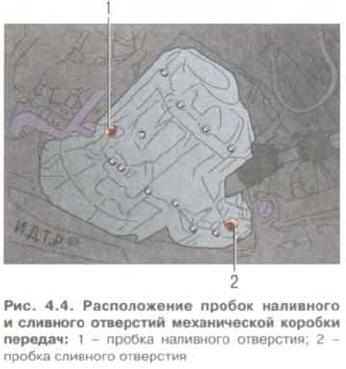 1
И.Д.Т.Р ©
2
Рис. 4.4. Расположение пробок наливного
и сливного отверстий механической коробки
передач: 1 – пробка наливного отверстия; 2 –
пробка сливного отверстия